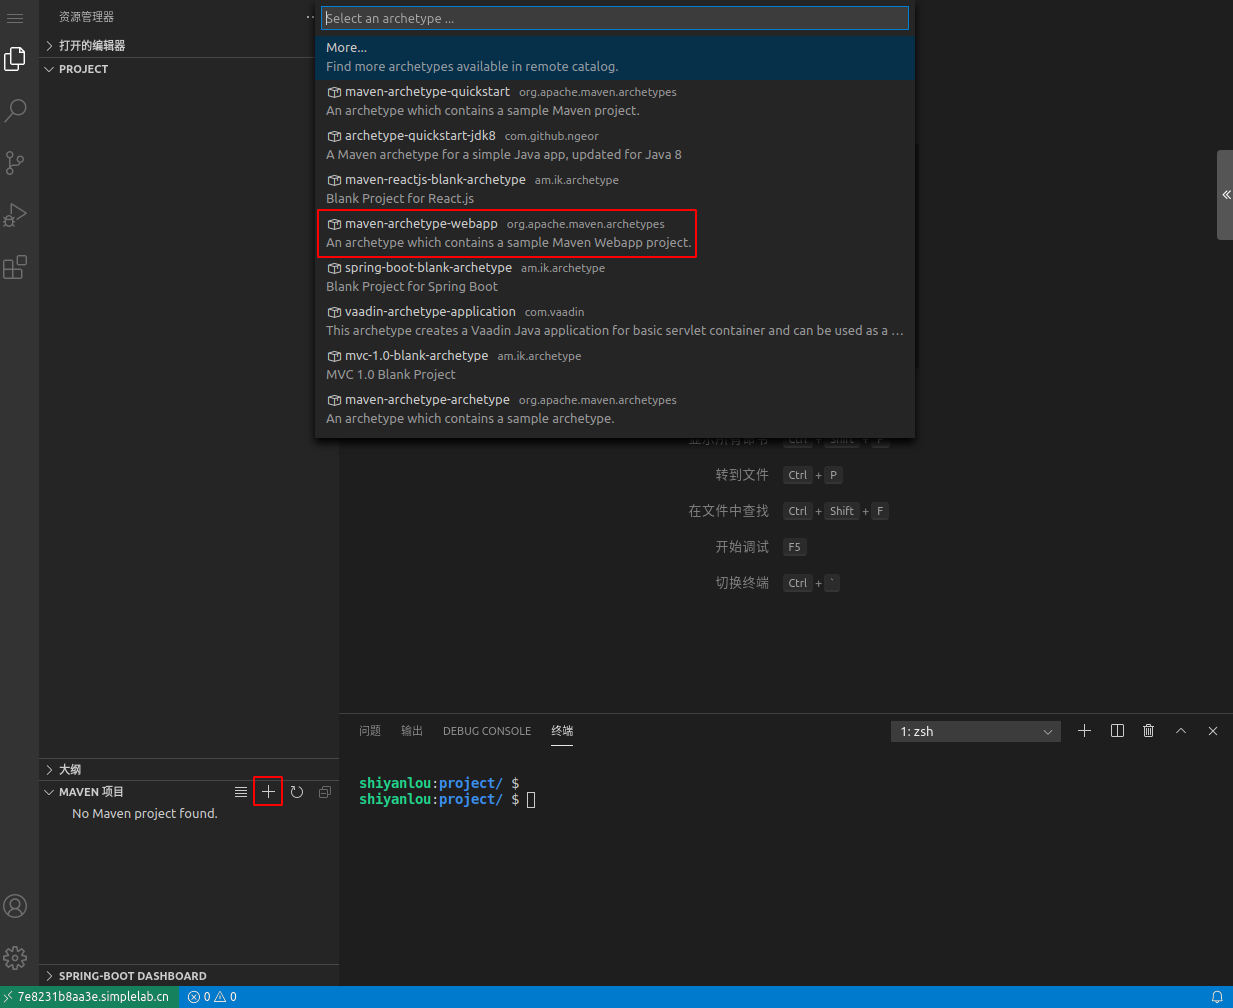 资源管理器
打开的编辑器
PROJECT
Select an archetype ...
More...
Find more archetypes available in remote catalog.
maven-archetype-quickstart org.apache.maven.archetypes
An archetype which contains a sample Maven project.
archetype-quickstart-jdk8 com.github.ngeor
A Maven archetype for a simple Java app, updated for Java 8
maven-reactjs-blank-archetype am.ik.archetype
Blank Project for React.js
maven-archetype-webapp org.apache.maven.archetypes
An archetype which contains a sample Maven Webapp project.
spring-boot-blank-archetype am.ik.archetype
Blank Project for Spring Boot
vaadin-archetype-application com.vaadin
This archetype creates a Vaadin Java application for basic servlet container and can be used as a ...
mvc-1.0-blank-archetype am.ik.archetype
MVC 1.0 Blank Project
maven-archetype-archetype org.apache.maven.archetypes
An archetype which contains a sample archetype.
显示所有命令 Ctrl + Shift + P
转到文件 Ctrl + P
在文件中查找 Ctrl + Shift + F
开始调试 F5
切换终端 Ctrl + `
问题 输出 DEBUG CONSOLE 终端 1: zsh
shiyanlou:project/ $
shiyanlou:project/ $
大纲
MAVEN 项目
No Maven project found.
SPRING-BOOT DASHBOARD
7e8231b8aa3e.simplelab.cn 0 0